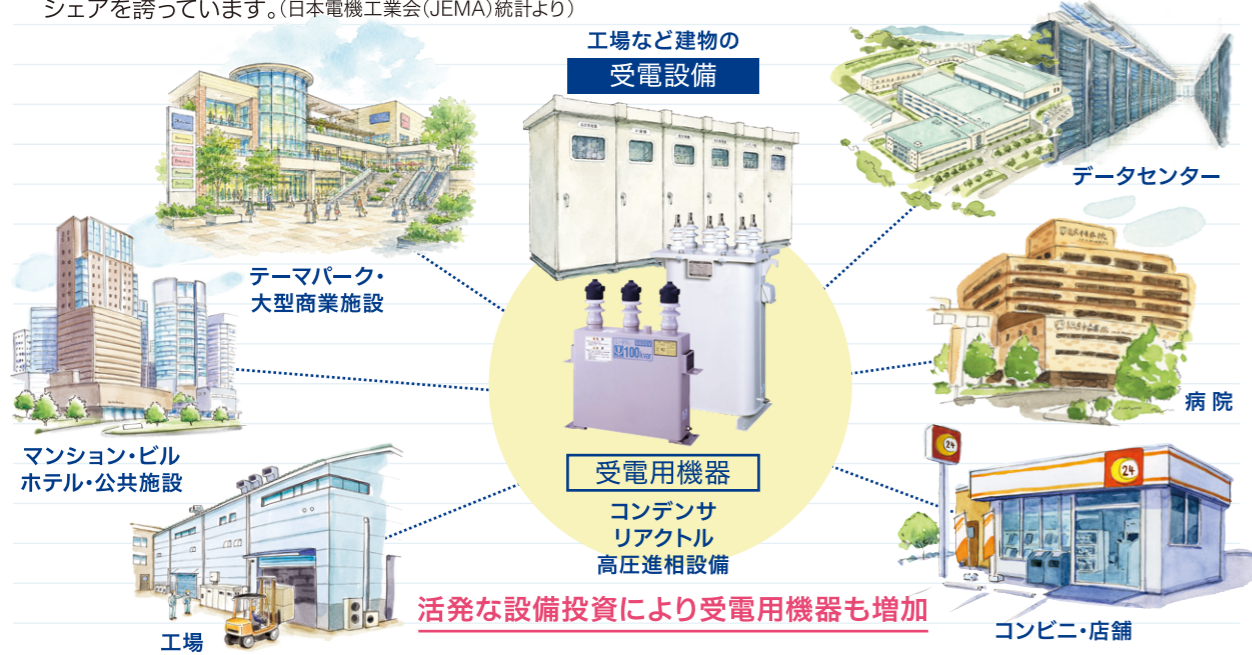 シェアを誇っています。(日本電機工業会(JEMA)統計より)
工場など建物の
受電設備
データセンター
テーマパーク・
大型商業施設
100kvar
病院
マンション・ビル
ホテル・公共施設
24
24
受電用機器
コンデンサ
リアクトル
高圧進相設備
活発な設備投資により受電用機器も増加
工場
コンビニ・店舗